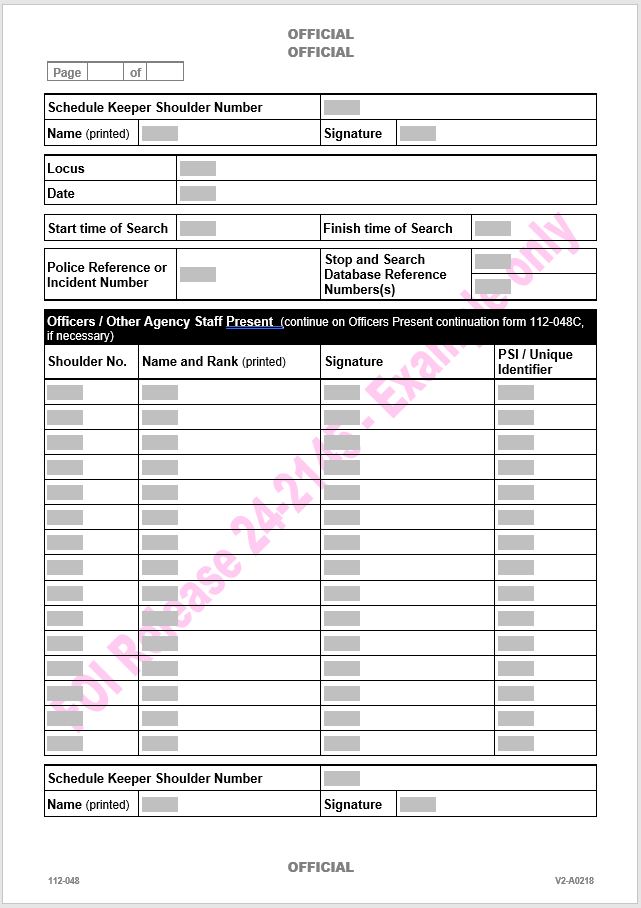 OFFICIAL
OFFICIAL
Page of
Schedule Keeper Shoulder Number
Name (printed) Signature
Locus
Date
Start time of Search Finish time of Search
Police Reference or
Incident Number
Stop and Search
Database Reference
Numbers(s)
Officers / Other Agency Staff Present (continue on Officers Present continuation form 112-048C,
if necessary)
Shoulder No. Name and Rank (printed) Signature PSI / Unique
Identifier
FOI Release 24-2143 - Example only
Schedule Keeper Shoulder Number
Name (printed) Signature
OFFICIAL
112-048 V2-A0218